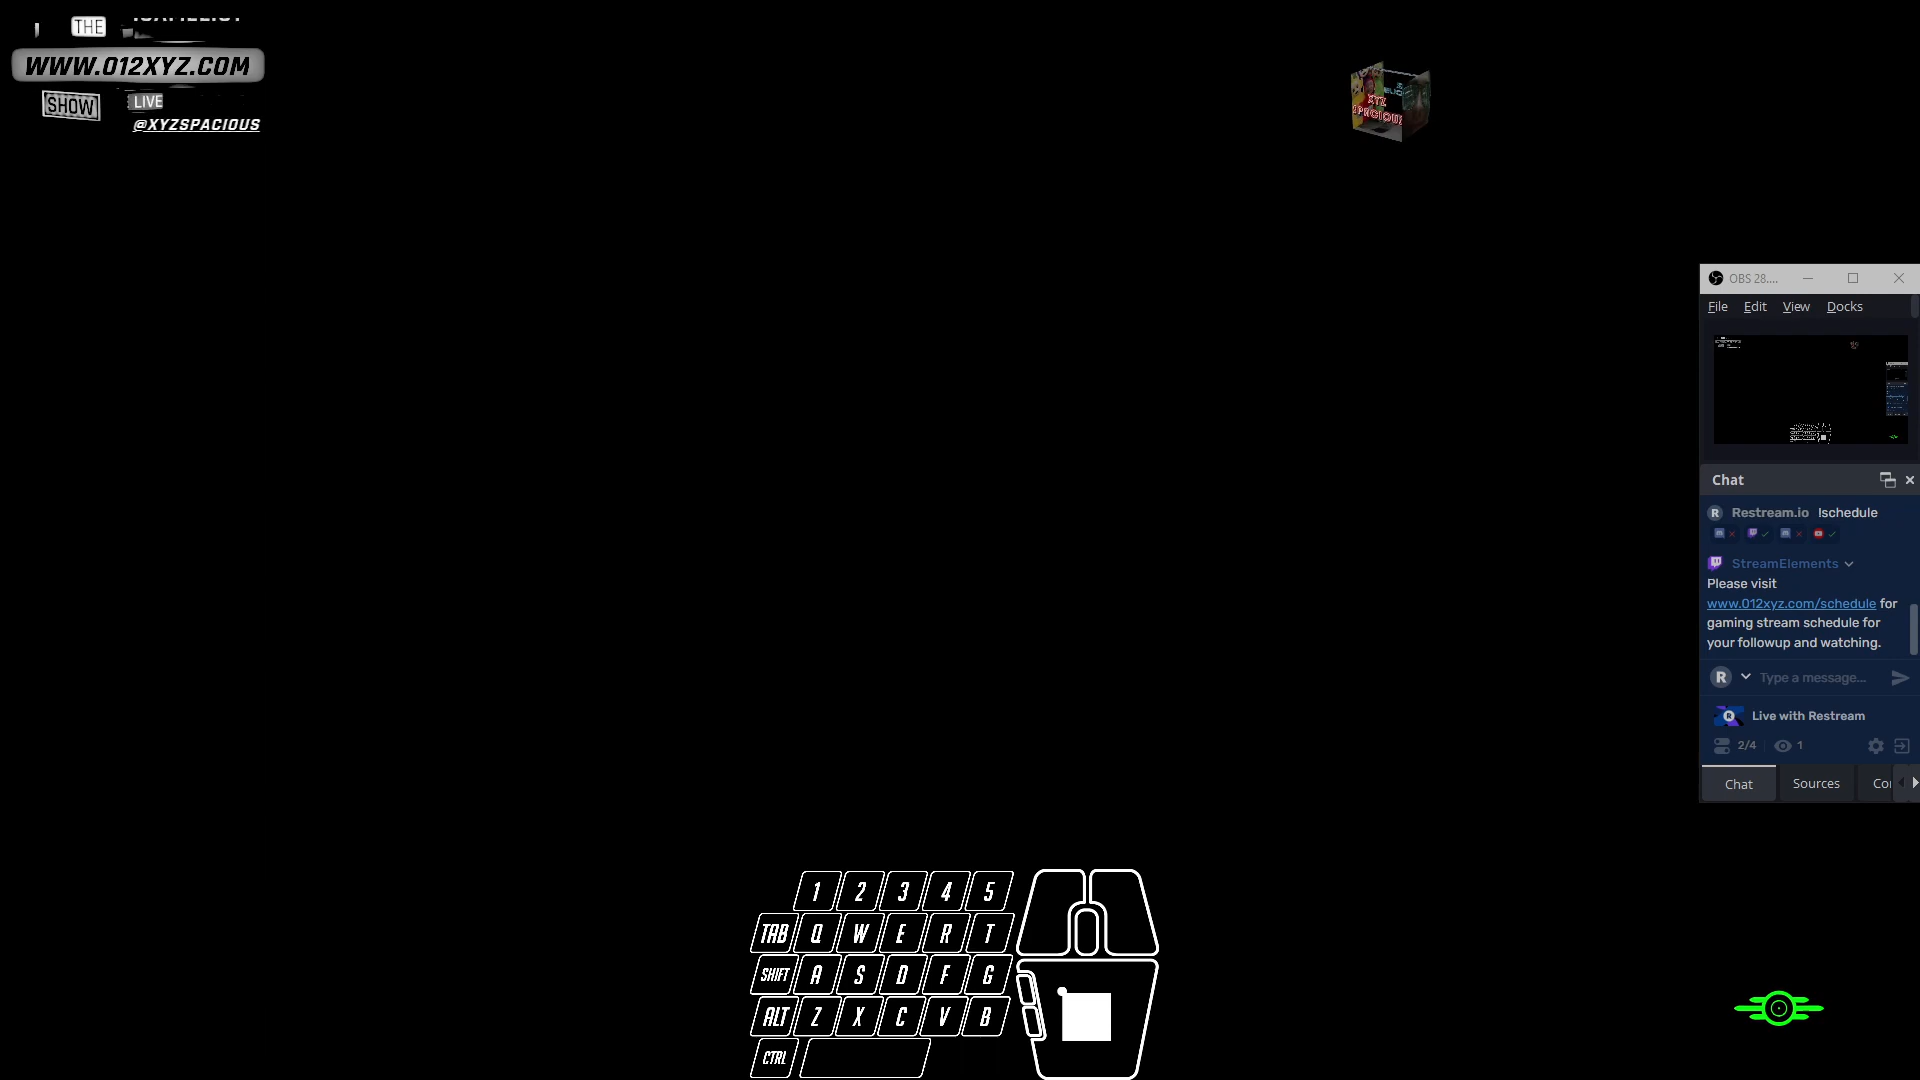 THE
WWW.012XYZ.COM
SHOW
LIVE
@XYZSPACIOUS
XYZ
OBS 28....
File Edit View Docks
Chat
Restream.io !schedule
StreamElements
Please visit
www.012xyz.com/schedule for
gaming stream schedule for
your followup and watching.
R Type a message...
Live with Restream
2/4 1
Chat Sources
1 2 3 4 5
TAB Q W E R T
SHIFT A S D F G
ALT Z X C V B
CTRL